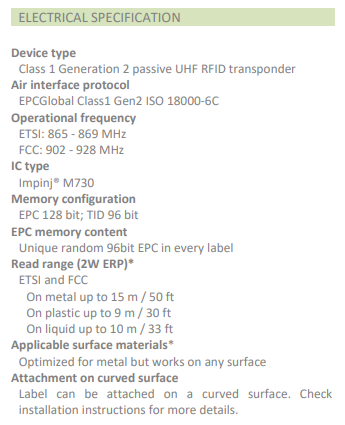 ELECTRICAL SPECIFICATION
Device type
Class 1 Generation 2 passive UHF RFID transponder
Air interface protocol
EPCGlobal Class1 Gen2 ISO 18000-6C
Operational frequency
ETSI: 865 - 869 MHz
FCC: 902 - 928 MHz
IC type
Impinj® M730
Memory configuration
EPC 128 bit; TID 96 bit
EPC memory content
Unique random 96bit EPC in every label
Read range (2W ERP)*
ETSI and FCC
On metal up to 15 m / 50 ft
On plastic up to 9 m / 30 ft
On liquid up to 10 m / 33 ft
Applicable surface materials*
Optimized for metal but works on any surface
Attachment on curved surface
Label can be attached on a curved surface. Check
installation instructions for more details.